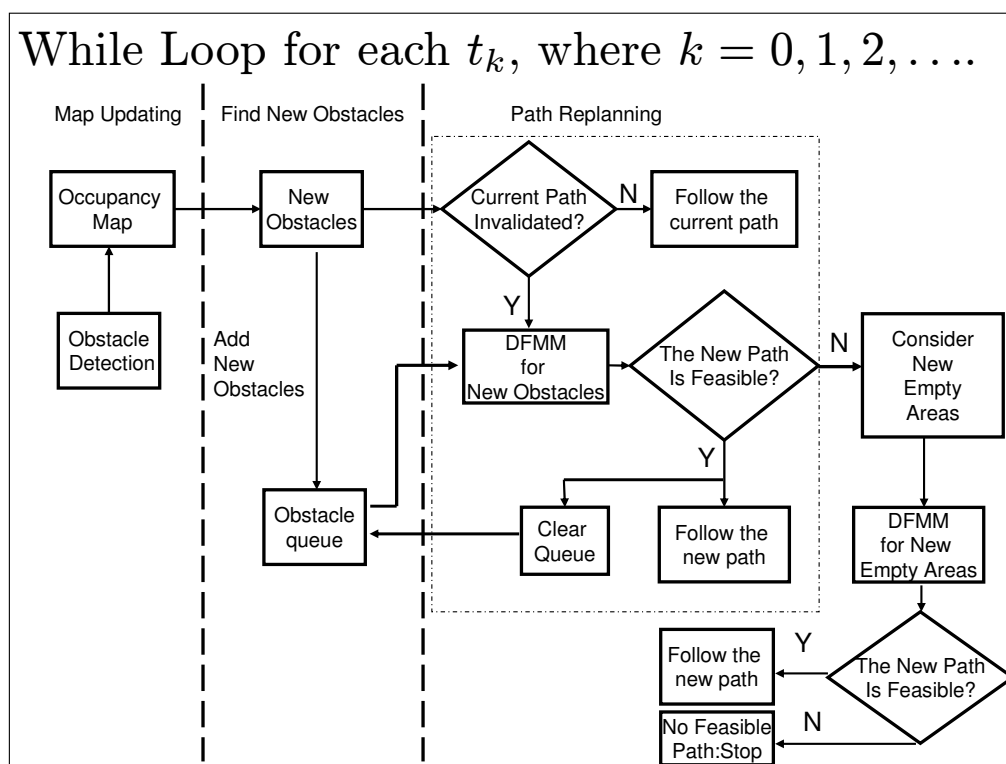 While Loop for each t_k, where k = 0, 1, 2, . . . .
Map Updating
Find New Obstacles
Path Replanning
Occupancy
Map
New
Obstacles
Current Path
Invalidated?
N
Follow the
current path
Y
Obstacle
Detection
Add
New
Obstacles
DFMM
for
New Obstacles
The New Path
Is Feasible?
N
Consider
New
Empty
Areas
Y
Obstacle
queue
Clear
Queue
Follow the
new path
DFMM
for New
Empty Areas
Y
Follow the
new path
The New Path
Is Feasible?
N
No Feasible
Path:Stop